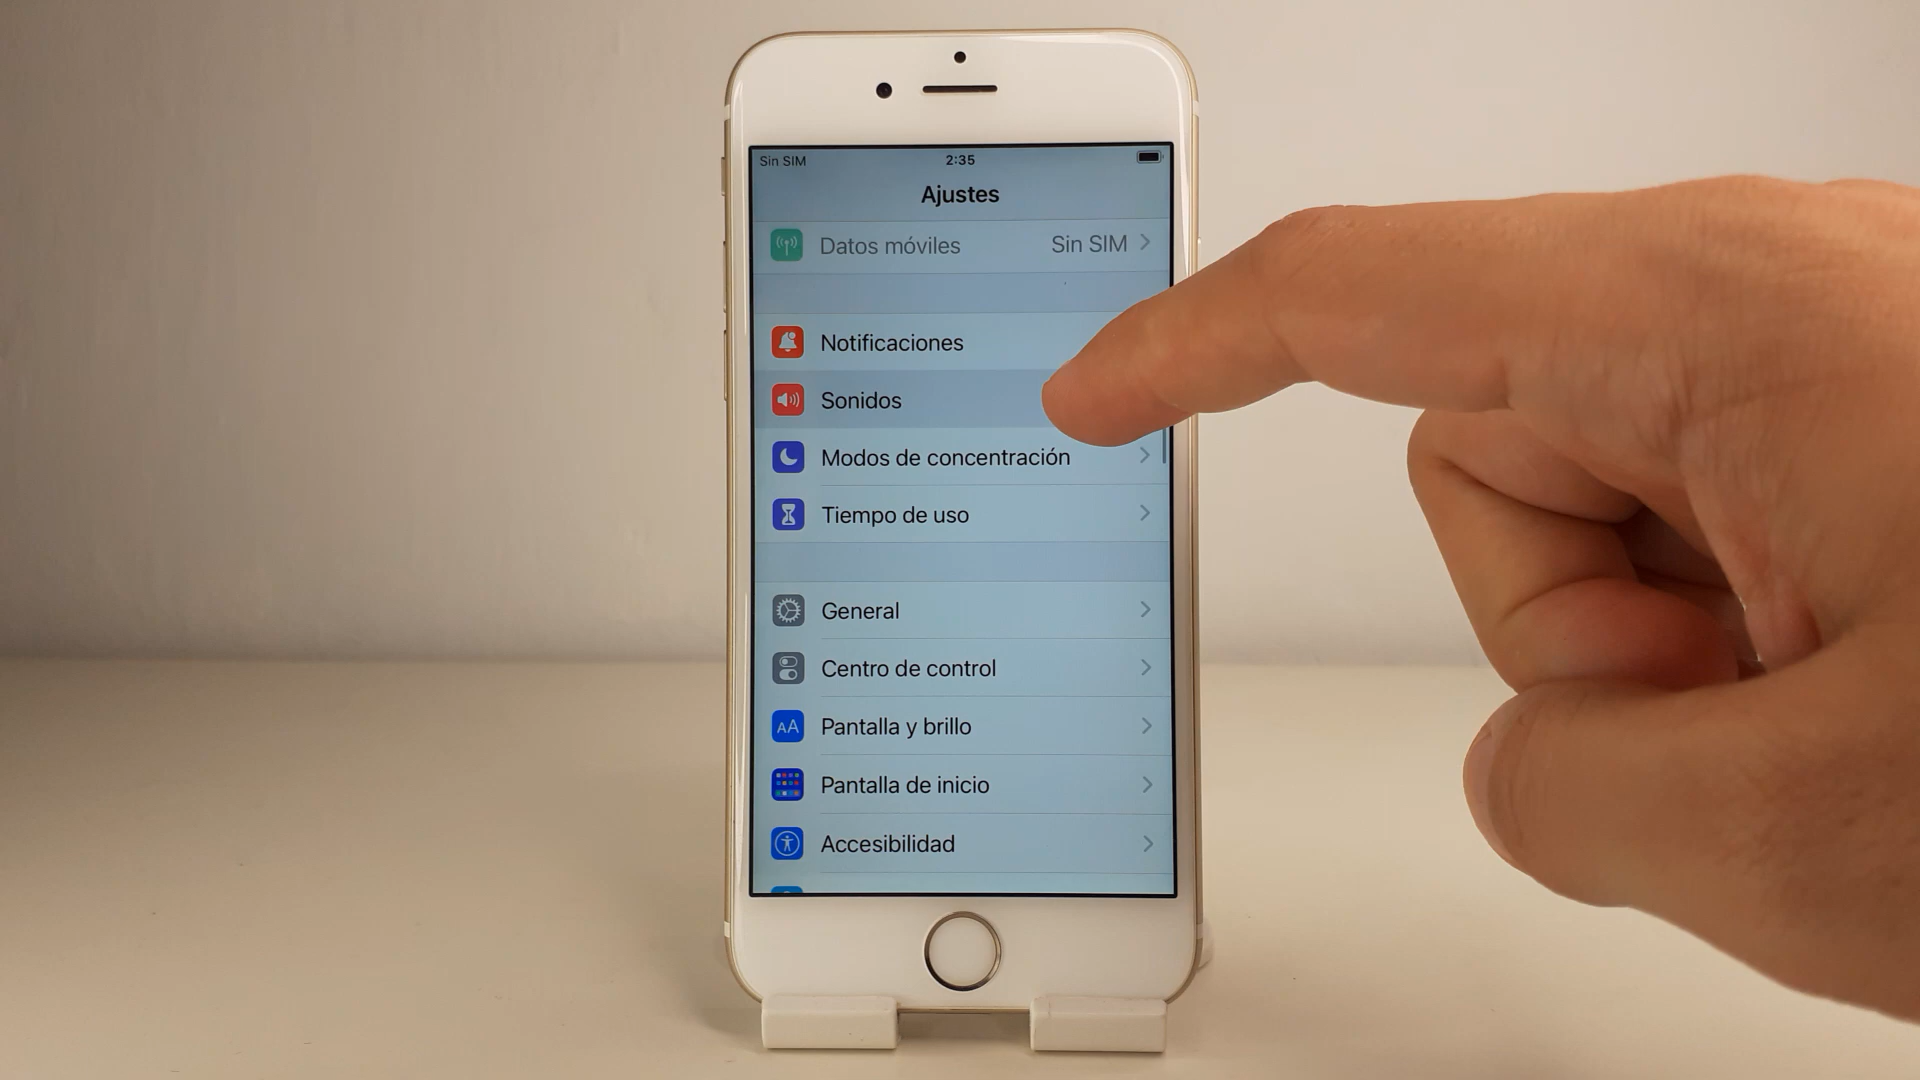 Sin SIM 2:35
Ajustes
Datos móviles Sin SIM
Notificaciones
Sonidos
Modos de concentración
Tiempo de uso
General
Centro de control
AA Pantalla y brillo
Pantalla de inicio
Accesibilidad